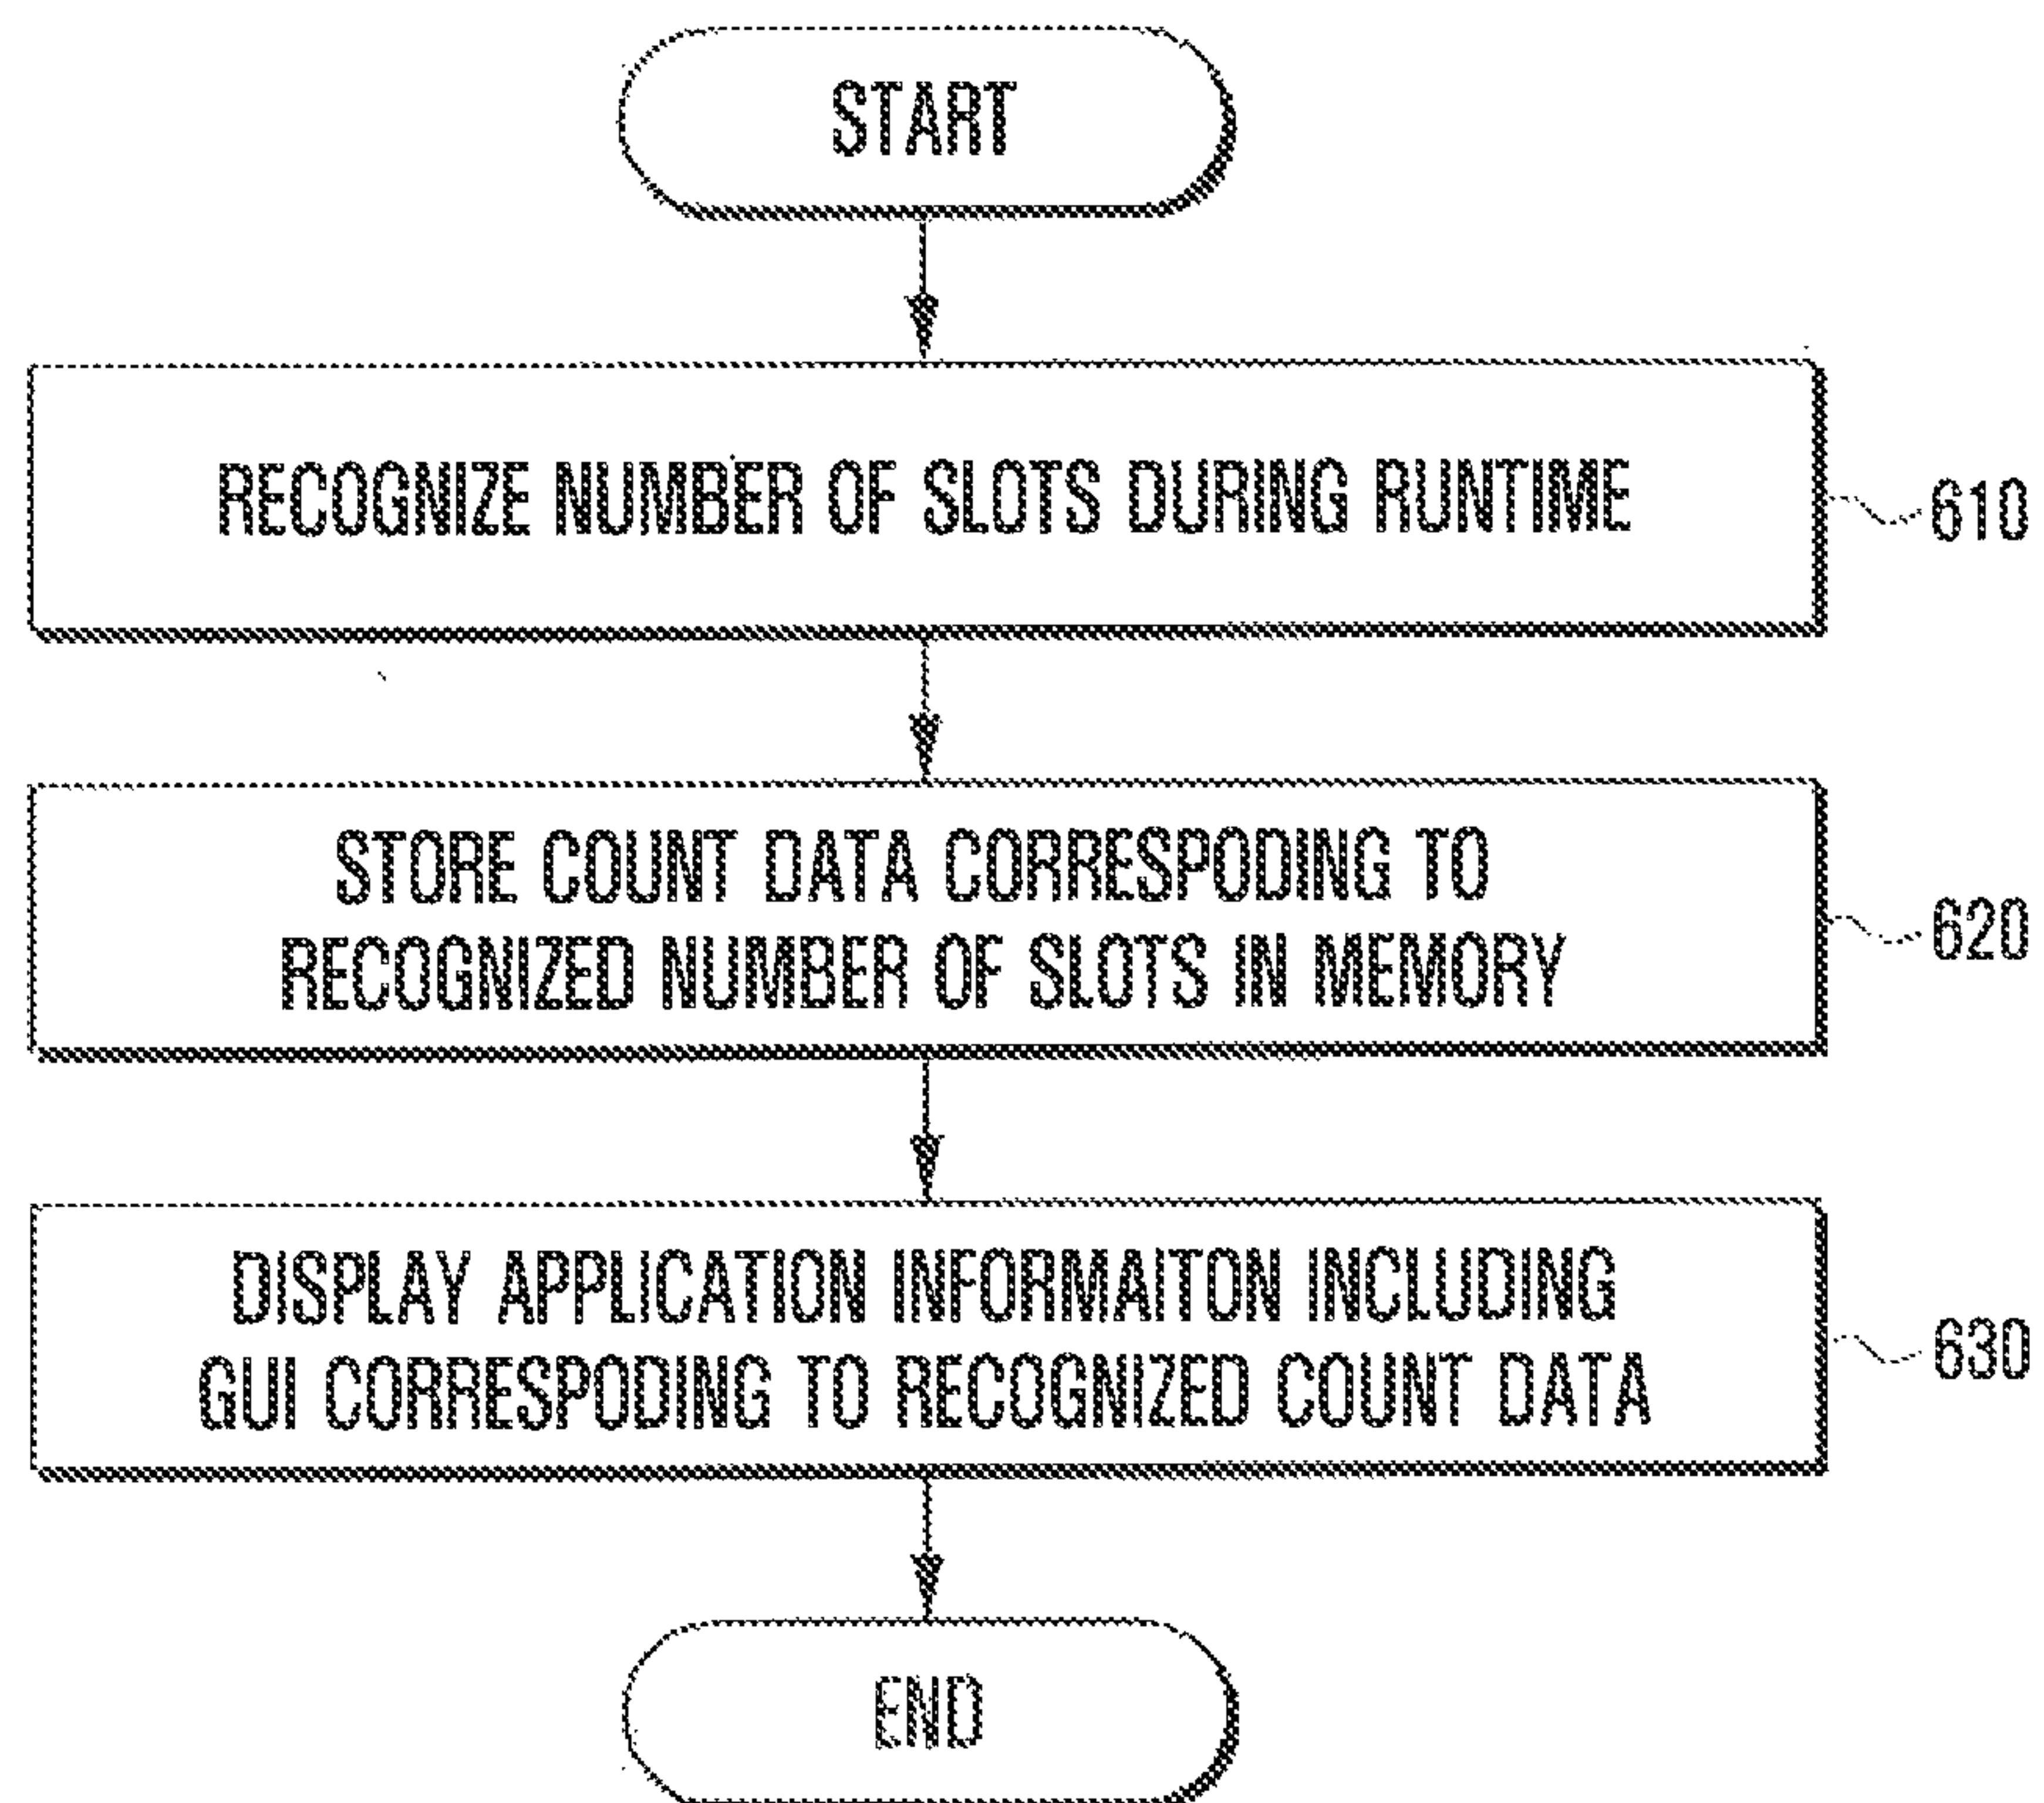 START
RECOGNIZE NUMBER OF SLOTS DURING RUNTIME
610
STORE COUNT DATA CORRESPODING TO
RECOGNIZED NUMBER OF SLOTS IN MEMORY
620
DISPLAY APPLICATION INFORMAITON INCLUDING
GUI CORRESPODING TO RECOGNIZED COUNT DATA
630
END